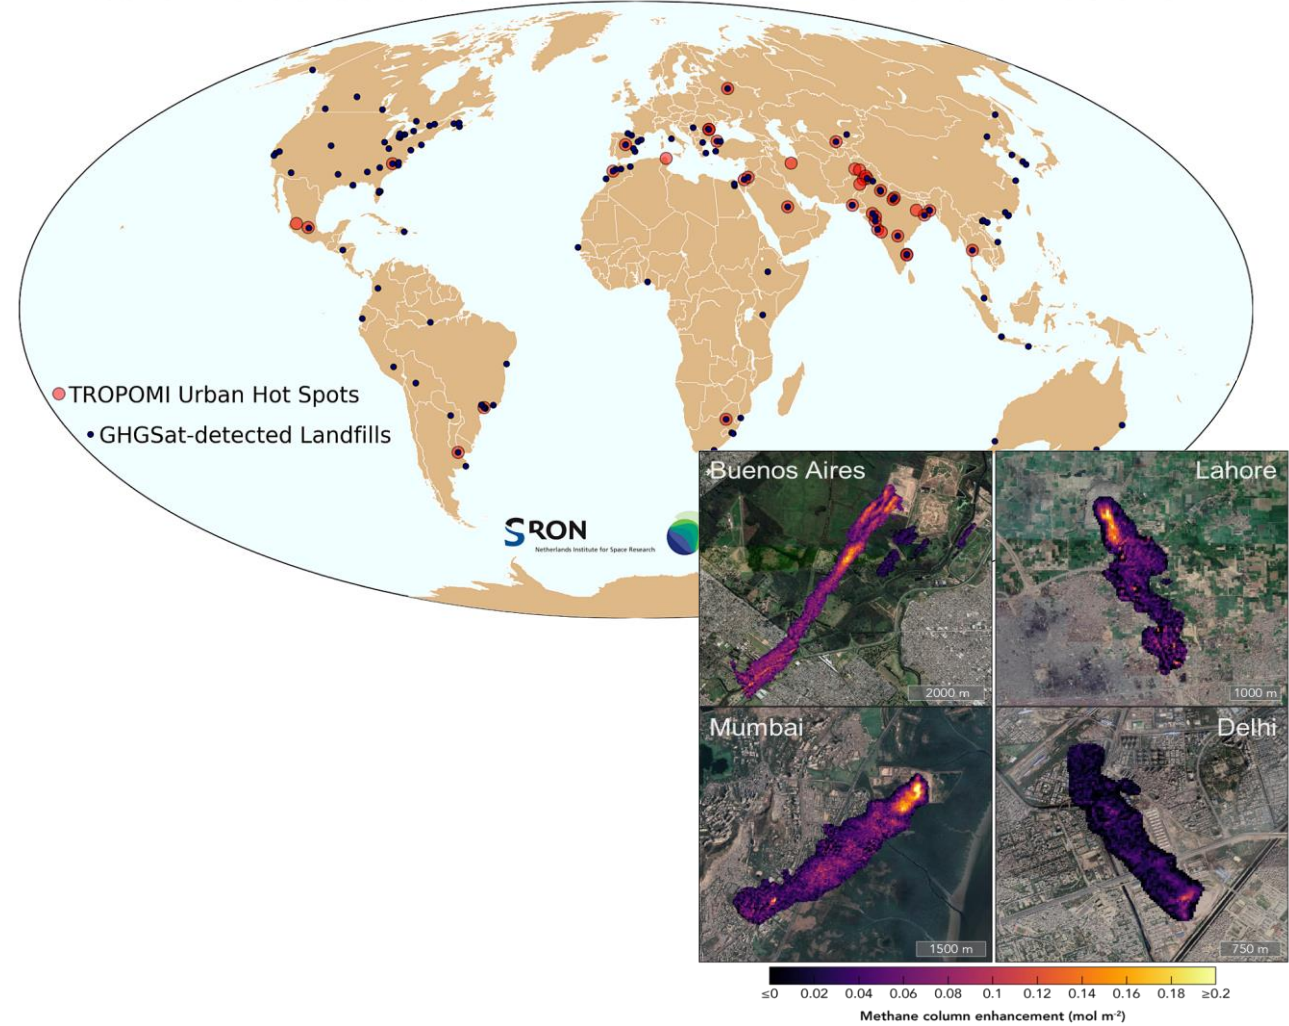 TROPOMI Urban Hot Spots
GHGSat-detected Landfills
SRON
Netherlands Institute for Space Research
Buenos Aires
2000 m
Lahore
1000 m
Mumbai
1500 m
Delhi
750 m
≤0 0.02 0.04 0.06 0.08 0.1 0.12 0.14 0.16 0.18 ≥0.2
Methane column enhancement (mol m⁻²)